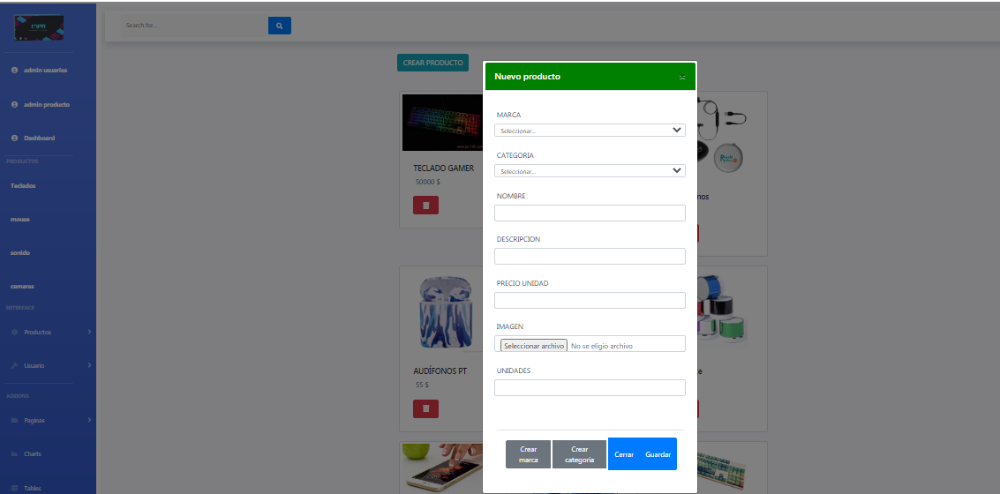 Search for...
admin usuarios
admin producto
Dashboard
PRODUCTOS
Teclados
mouse
sonido
camaras
INTERFACE
Productos
Usuario
ADDONS
Paginas
Charts
Tables
CREAR PRODUCTO
TECLADO GAMER
50000 $
AUDÍFONOS PT
55 $
Nuevo producto
MARCA
Seleccionar...
CATEGORIA
Seleccionar...
NOMBRE
DESCRIPCION
PRECIO UNIDAD
IMAGEN
Seleccionar archivo No se eligió archivo
UNIDADES
Crear
marca
Crear
categoria
Cerrar
Guardar